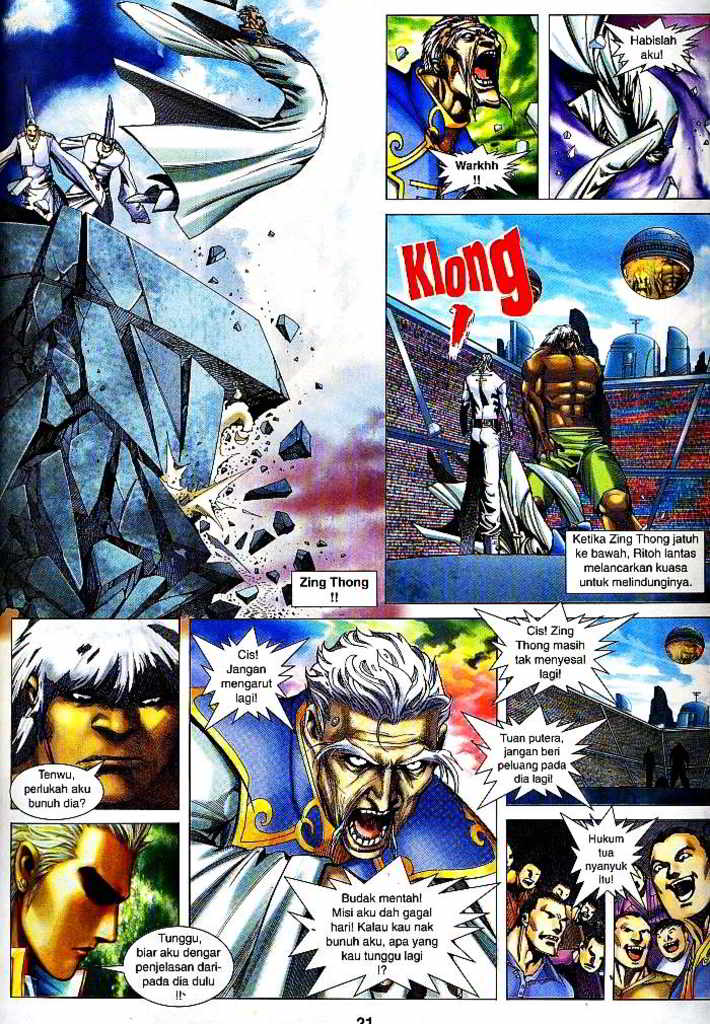 Zing Thong
!!
Warkhh
!!
Habislah
aku!
Klong
!
Ketika Zing Thong jatuh
ke bawah, Ritoh lantas
melancarkan kuasa
untuk melindunginya.
Tenwu,
perlukah aku
bunuh dia?
Tunggu,
biar aku dengar
penjelasan dari-
pada dia dulu
!!
Cis!
Jangan
mengarut
lagi!
Budak mentah!
Misi aku dah gagal
hari! Kalau kau nak
bunuh aku, apa yang
kau tunggu lagi
!?
Cis! Zing
Thong masih
tak menyesal
lagi!
Tuan putera,
jangan beri
peluang pada
dia lagi!
Hukum
tua
nyanyuk
itu!
21